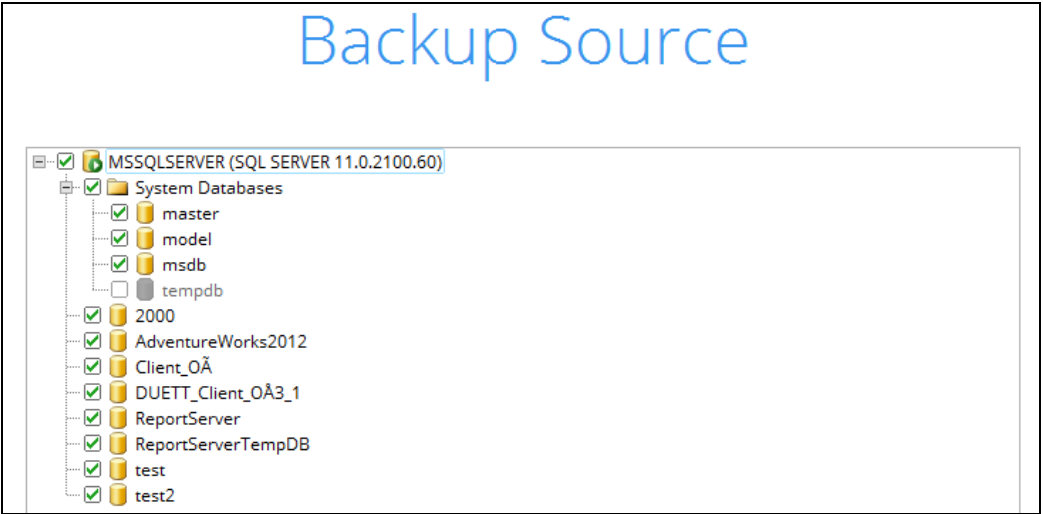 Backup Source
MSSQLSERVER (SQL SERVER 11.0.2100.60)
System Databases
master
model
msdb
tempdb
2000
AdventureWorks2012
Client_OÃ
DUETT_Client_OÅ3_1
ReportServer
ReportServerTempDB
test
test2